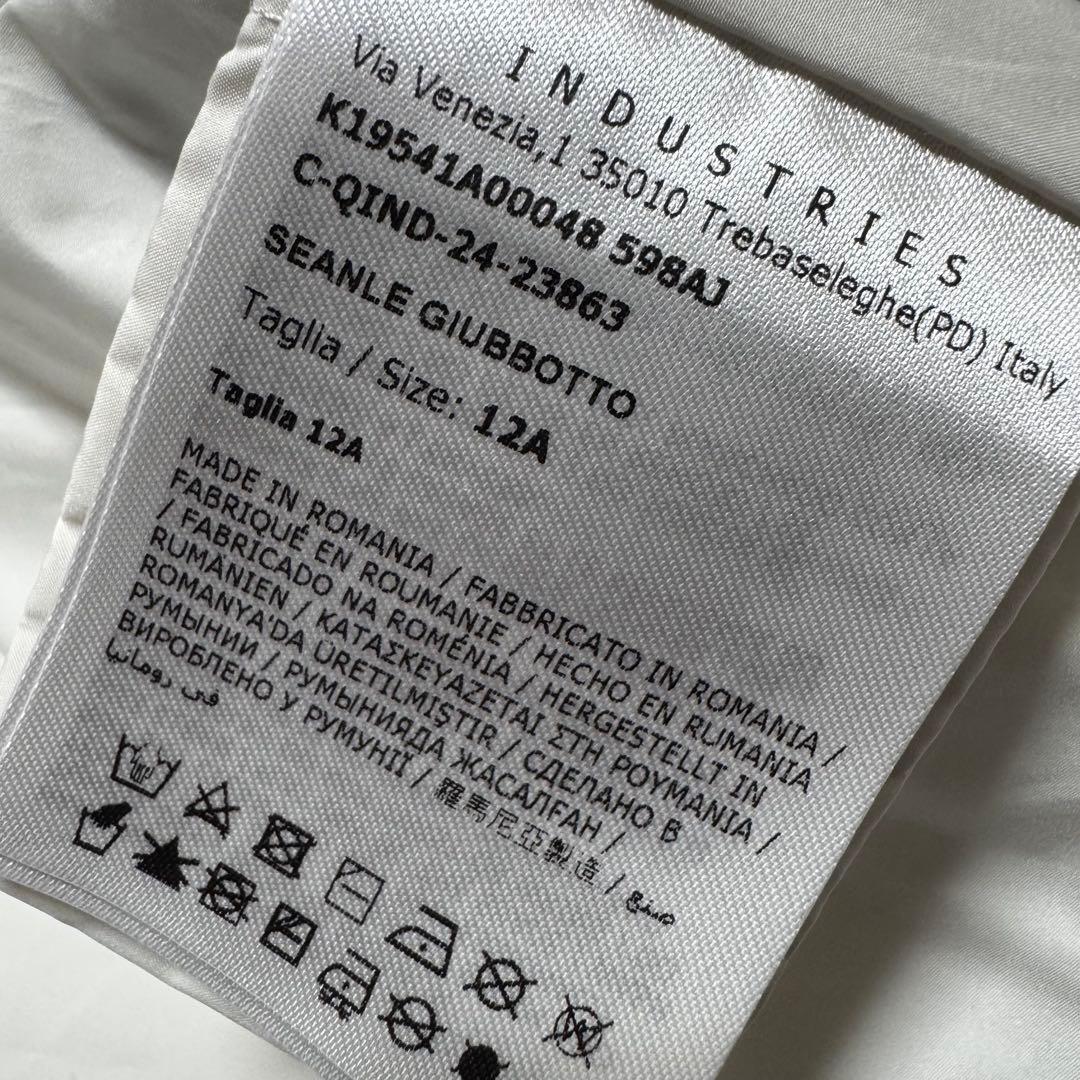 INDUSTRIES
Via Venezia,1 35010 Trebaseleghe(PD) Italy
K19541A00048 598AJ
C-QIND-24-23863
SEANLE GIUBBOTTO
Taglia / Size: 12A
Taglia 12A
MADE IN ROMANIA / FABBRICATO IN ROMANIA /
FABRIQUÉ EN ROUMANIE / HECHO EN RUMANIA
/ FABRICADO NA ROMÉNIA / HERGESTELLT IN
RUMÄNIEN / ΚΑΤΑΣΚΕΥΑΖΕΤΑΙ ΣΤΗ ΡΟΥΜΑΝΙΑ /
ROMANYA'DA ÜRETILMIŞTIR / СДЕЛАНО В
РУМЫНИИ / РУМЫНИЯДА ЖАСАЛҒАН /
ВИРОБЛЕНО У РУМУНІЇ / 羅馬尼亞製造 / صنع
في رومانيا